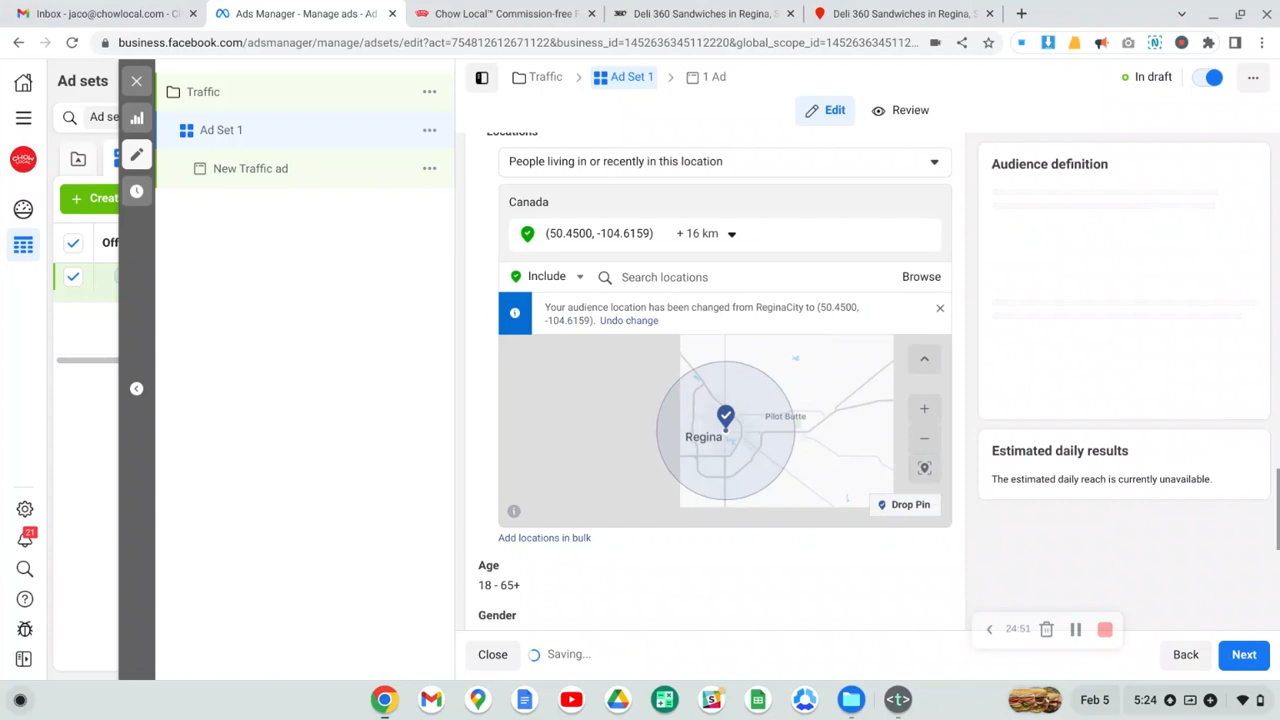 Inbox - jaco@chowlocal.com - C
Ads Manager - Manage ads - Ad
Chow Local™ Commission-free F
Deli 360 Sandwiches in Regina, S
Deli 360 Sandwiches in Regina, S
business.facebook.com/adsmanager/manage/adsets/edit?act=754812612671122&business_id=1452636345112220&global_scope_id=1452636345112...
Ad sets
Traffic
Traffic
Ad Set 1
1 Ad
In draft
Ad se
Edit
Review
Ad Set 1
Locations
New Traffic ad
People living in or recently in this location
Audience definition
Creat
Canada
(50.4500, -104.6159)
+ 16 km
Off
Include
Search locations
Browse
Your audience location has been changed from ReginaCity to (50.4500,
-104.6159). Undo change
Pilot Butte
Regina
Estimated daily results
The estimated daily reach is currently unavailable.
Drop Pin
Add locations in bulk
21
Age
18 - 65+
Gender
24:51
Close
Saving...
Back
Next
Feb 5
5:24